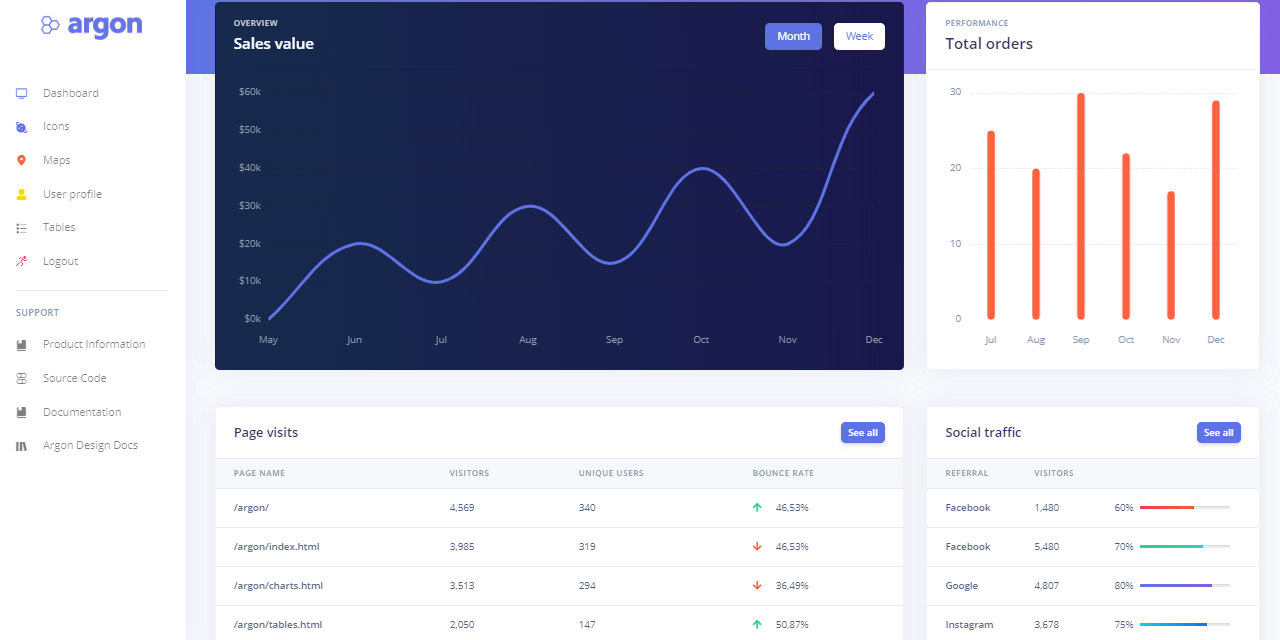 argon
Dashboard
Icons
Maps
User profile
Tables
Logout
SUPPORT
Product Information
Source Code
Documentation
Argon Design Docs
OVERVIEW
Sales value
Month
Week
$60k
$50k
$40k
$30k
$20k
$10k
$0k
May Jun Jul Aug Sep Oct Nov Dec
PERFORMANCE
Total orders
30
20
10
0
Jul Aug Sep Oct Nov Dec
Page visits
See all
PAGE NAME VISITORS UNIQUE USERS BOUNCE RATE
/argon/ 4,569 340 46,53%
/argon/index.html 3,985 319 46,53%
/argon/charts.html 3,513 294 36,49%
/argon/tables.html 2,050 147 50,87%
Social traffic
See all
REFERRAL VISITORS
Facebook 1,480 60%
Facebook 5,480 70%
Google 4,807 80%
Instagram 3,678 75%